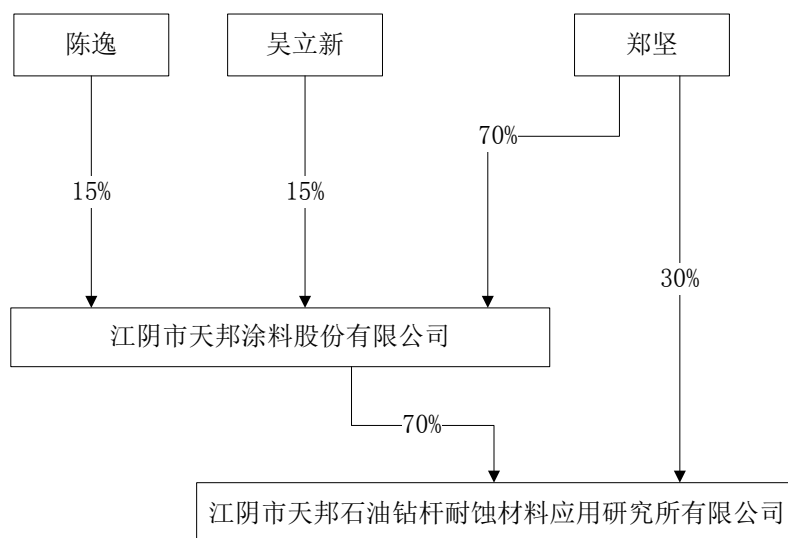 陈逸
吴立新
郑坚
70%
15%
15%
30%
江阴市天邦涂料股份有限公司
70%
江阴市天邦石油钻杆耐蚀材料应用研究所有限公司